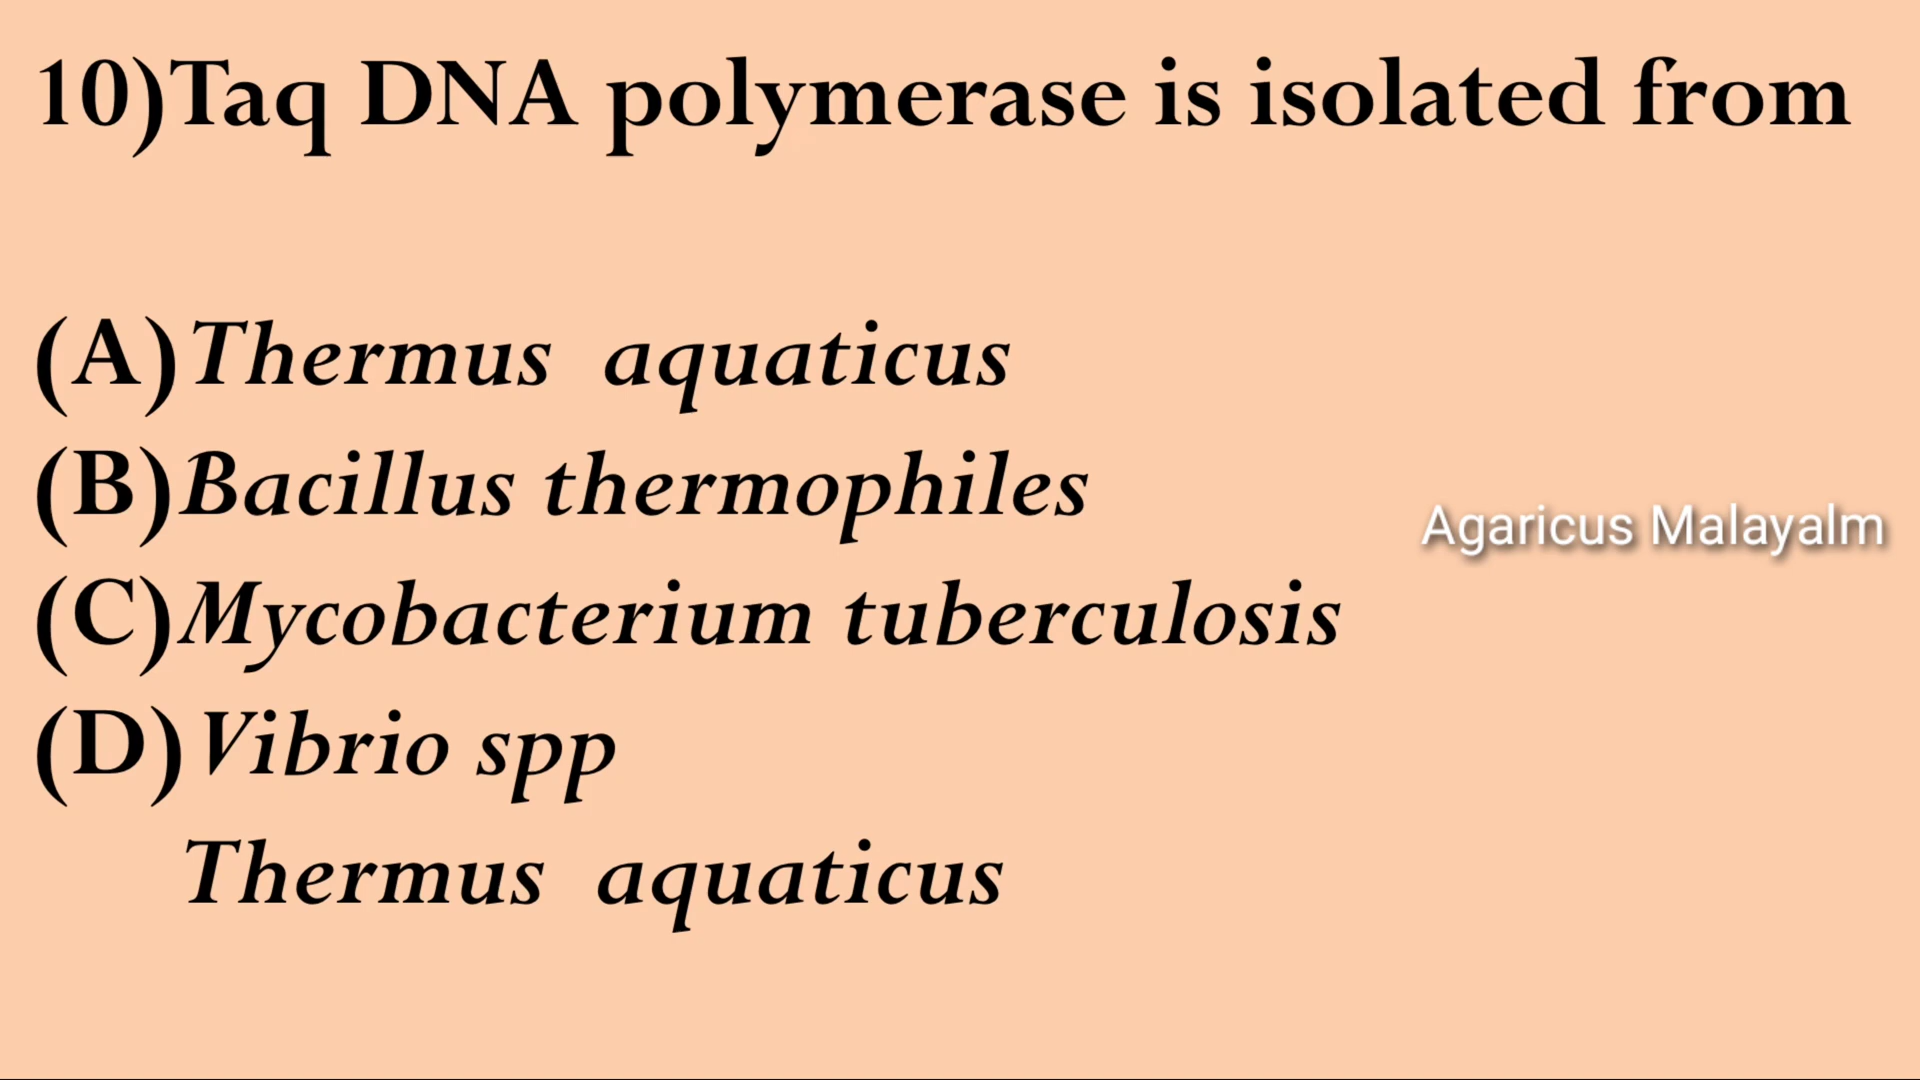 10)Taq DNA polymerase is isolated from
(A)Thermus aquaticus
(B)Bacillus thermophiles
Agaricus Malayalm
(C)Mycobacterium tuberculosis
(D)Vibrio spp
Thermus aquaticus